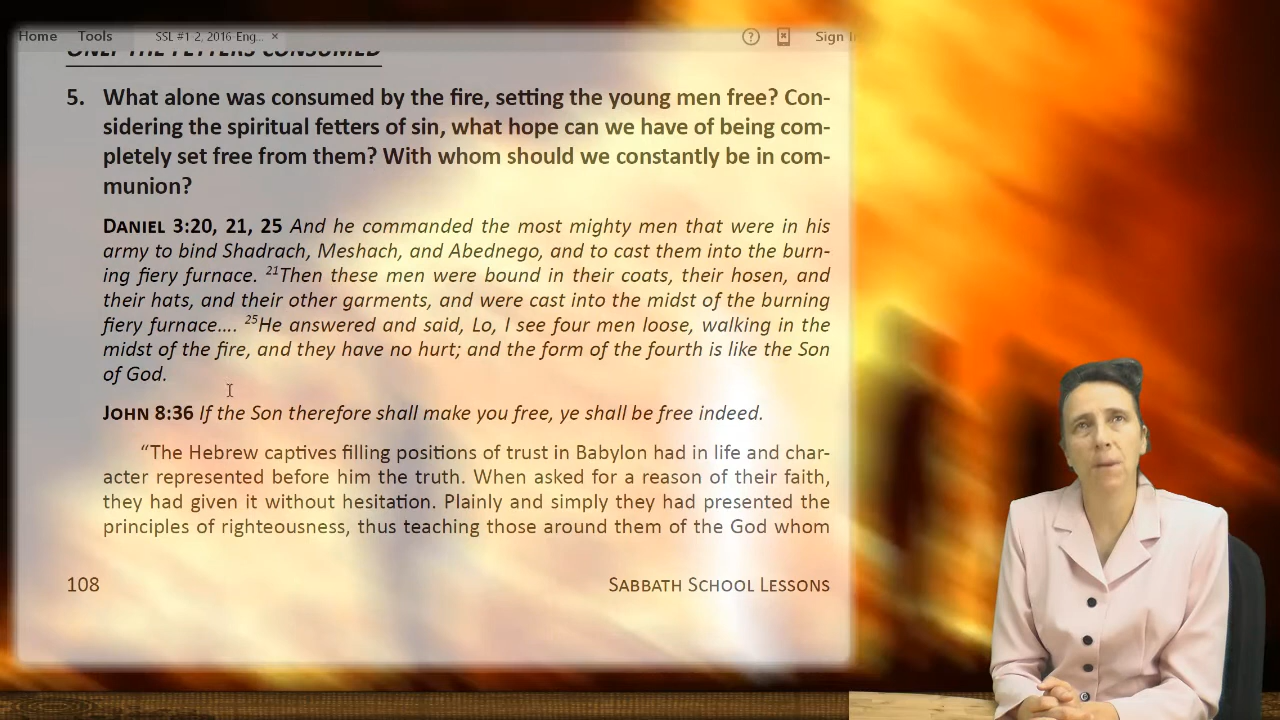 Home Tools SSL #1 2, 2016 Eng... × ? Sign
ONLY THE FETTERS CONSUMED
5. What alone was consumed by the fire, setting the young men free? Con-
sidering the spiritual fetters of sin, what hope can we have of being com-
pletely set free from them? With whom should we constantly be in com-
munion?
DANIEL 3:20, 21, 25 And he commanded the most mighty men that were in his
army to bind Shadrach, Meshach, and Abednego, and to cast them into the burn-
ing fiery furnace. 21Then these men were bound in their coats, their hosen, and
their hats, and their other garments, and were cast into the midst of the burning
fiery furnace.... 25He answered and said, Lo, I see four men loose, walking in the
midst of the fire, and they have no hurt; and the form of the fourth is like the Son
of God.
JOHN 8:36 If the Son therefore shall make you free, ye shall be free indeed.
“The Hebrew captives filling positions of trust in Babylon had in life and char-
acter represented before him the truth. When asked for a reason of their faith,
they had given it without hesitation. Plainly and simply they had presented the
principles of righteousness, thus teaching those around them of the God whom
108 SABBATH SCHOOL LESSONS